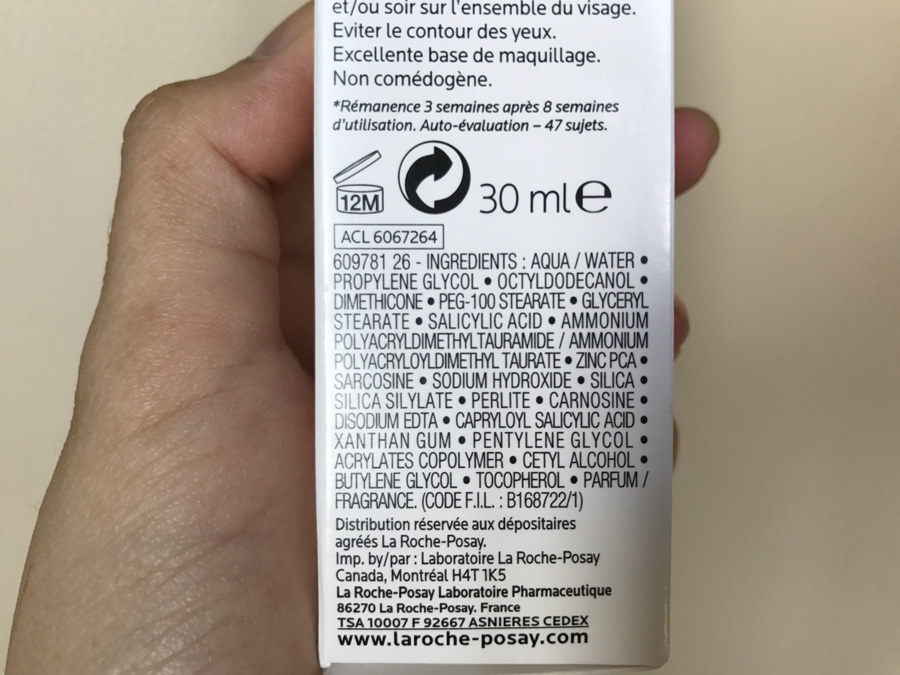 et/ou soir sur l'ensemble du visage.
Eviter le contour des yeux.
Excellente base de maquillage.
Non comédogène.
*Rémanence 3 semaines après 8 semaines
d'utilisation. Auto-évaluation – 47 sujets.
12M
30 ml e
ACL 6067264
609781 26 - INGREDIENTS : AQUA / WATER •
PROPYLENE GLYCOL • OCTYLDODECANOL •
DIMETHICONE • PEG-100 STEARATE • GLYCERYL
STEARATE • SALICYLIC ACID • AMMONIUM
POLYACRYLDIMETHYLTAURAMIDE / AMMONIUM
POLYACRYLOYLDIMETHYL TAURATE • ZINC PCA •
SARCOSINE • SODIUM HYDROXIDE • SILICA •
SILICA SILYLATE • PERLITE • CARNOSINE •
DISODIUM EDTA • CAPRYLOYL SALICYLIC ACID •
XANTHAN GUM • PENTYLENE GLYCOL •
ACRYLATES COPOLYMER • CETYL ALCOHOL •
BUTYLENE GLYCOL • TOCOPHEROL • PARFUM /
FRAGRANCE. (CODE F.I.L. : B168722/1)
Distribution réservée aux dépositaires
agréés La Roche-Posay.
Imp. by/par : Laboratoire La Roche-Posay
Canada, Montréal H4T 1K5
La Roche-Posay Laboratoire Pharmaceutique
86270 La Roche-Posay. France
TSA 10007 F 92667 ASNIERES CEDEX
www.laroche-posay.com